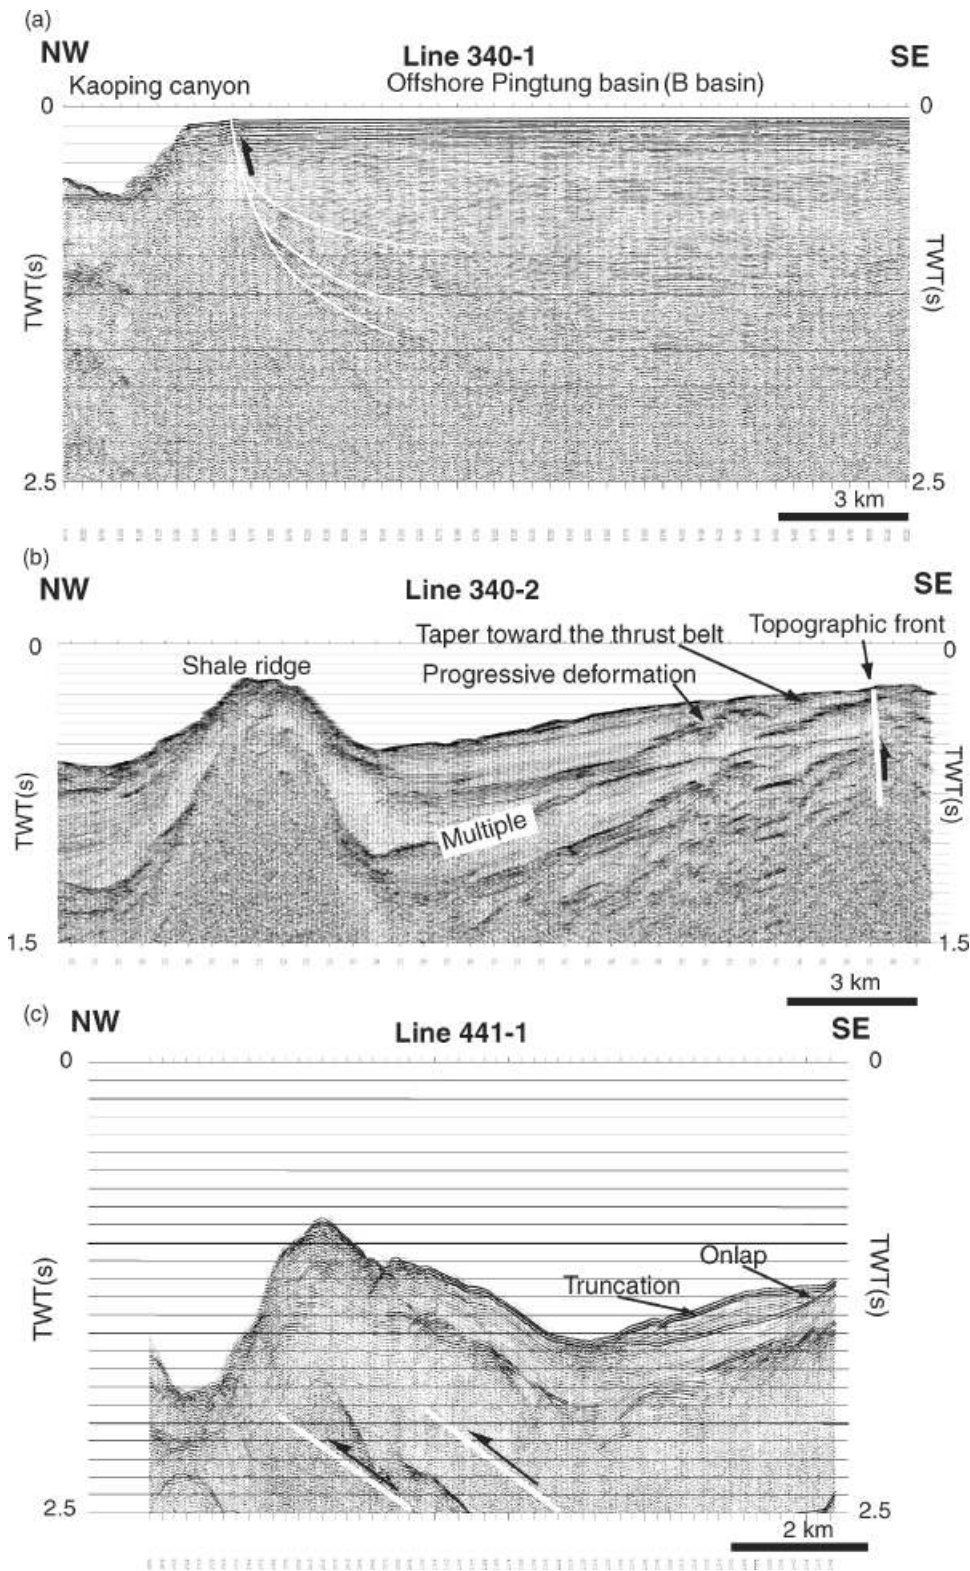 (a)
NW Line 340-1 SE
Kaoping canyon Offshore Pingtung basin (B basin)
0 0
TWT(s) TWT(s)
2.5 2.5
3 km
(b)
NW Line 340-2 SE
Taper toward the thrust belt Topographic front
0 0
Shale ridge Progressive deformation
TWT(s) TWT(s)
Multiple
1.5 1.5
3 km
(c)
NW Line 441-1 SE
0 0
TWT(s) TWT(s)
Onlap
Truncation
2.5 2.5
2 km